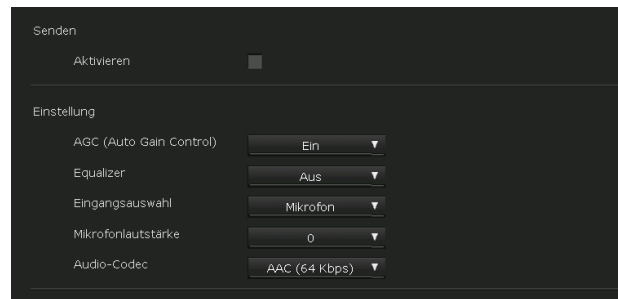 Senden
Aktivieren
Einstellung
AGC (Auto Gain Control) Ein
Equalizer Aus
Eingangsauswahl Mikrofon
Mikrofonlautstärke 0
Audio-Codec AAC (64 Kbps)